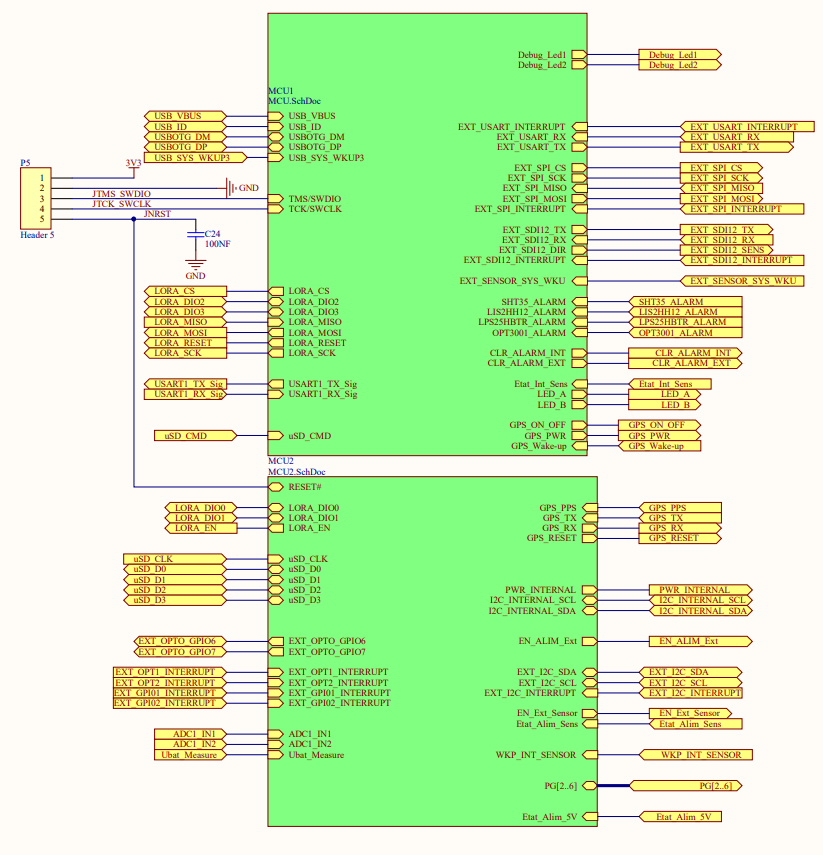 MCU1
MCU.SchDoc
Debug_Led1 Debug_Led1
Debug_Led2 Debug_Led2
USB_VBUS USB_VBUS
USB_ID USB_ID EXT_USART_INTERRUPT EXT_USART_INTERRUPT
USBOTG_DM USBOTG_DM EXT_USART_RX EXT_USART_RX
USBOTG_DP USBOTG_DP EXT_USART_TX EXT_USART_TX
USB_SYS_WKUP3 USB_SYS_WKUP3
P5 3V3
EXT_SPI_CS EXT_SPI_CS
1 EXT_SPI_SCK EXT_SPI_SCK
2 GND EXT_SPI_MISO EXT_SPI_MISO
3 JTMS_SWDIO TMS/SWDIO EXT_SPI_MOSI EXT_SPI_MOSI
4 JTCK_SWCLK TCK/SWCLK EXT_SPI_INTERRUPT EXT_SPI_INTERRUPT
5 JNRST
Header 5
C24
100NF
GND
EXT_SDI12_TX EXT_SDI12_TX
EXT_SDI12_RX EXT_SDI12_RX
EXT_SDI12_DIR EXT_SDI12_SENS
EXT_SDI12_INTERRUPT EXT_SDI12_INTERRUPT
EXT_SENSOR_SYS_WKU EXT_SENSOR_SYS_WKU
LORA_CS LORA_CS
LORA_DIO2 LORA_DIO2 SHT35_ALARM SHT35_ALARM
LORA_DIO3 LORA_DIO3 LIS2HH12_ALARM LIS2HH12_ALARM
LORA_MISO LORA_MISO LPS25HBTR_ALARM LPS25HBTR_ALARM
LORA_MOSI LORA_MOSI OPT3001_ALARM OPT3001_ALARM
LORA_RESET LORA_RESET
LORA_SCK LORA_SCK CLR_ALARM_INT CLR_ALARM_INT
CLR_ALARM_EXT CLR_ALARM_EXT
USART1_TX_Sig USART1_TX_Sig Etat_Int_Sens Etat_Int_Sens
USART1_RX_Sig USART1_RX_Sig LED_A LED_A
LED_B LED_B
GPS_ON_OFF GPS_ON_OFF
uSD_CMD uSD_CMD GPS_PWR GPS_PWR
GPS_Wake-up GPS_Wake-up
MCU2
MCU2.SchDoc
RESET#
LORA_DIO0 LORA_DIO0 GPS_PPS GPS_PPS
LORA_DIO1 LORA_DIO1 GPS_TX GPS_TX
LORA_EN LORA_EN GPS_RX GPS_RX
GPS_RESET GPS_RESET
uSD_CLK uSD_CLK
uSD_D0 uSD_D0
uSD_D1 uSD_D1
uSD_D2 uSD_D2 PWR_INTERNAL PWR_INTERNAL
uSD_D3 uSD_D3 I2C_INTERNAL_SCL I2C_INTERNAL_SCL
I2C_INTERNAL_SDA I2C_INTERNAL_SDA
EXT_OPTO_GPIO6 EXT_OPTO_GPIO6 EN_ALIM_Ext EN_ALIM_Ext
EXT_OPTO_GPIO7 EXT_OPTO_GPIO7
EXT_OPT1_INTERRUPT EXT_OPT1_INTERRUPT EXT_I2C_SDA EXT_I2C_SDA
EXT_OPT2_INTERRUPT EXT_OPT2_INTERRUPT EXT_I2C_SCL EXT_I2C_SCL
EXT_GPI01_INTERRUPT EXT_GPI01_INTERRUPT EXT_I2C_INTERRUPT EXT_I2C_INTERRUPT
EXT_GPI02_INTERRUPT EXT_GPI02_INTERRUPT
EN_Ext_Sensor EN_Ext_Sensor
Etat_Alim_Sens Etat_Alim_Sens
ADC1_IN1 ADC1_IN1
ADC1_IN2 ADC1_IN2
Ubat_Measure Ubat_Measure WKP_INT_SENSOR WKP_INT_SENSOR
PG[2..6] PG[2..6]
Etat_Alim_5V Etat_Alim_5V